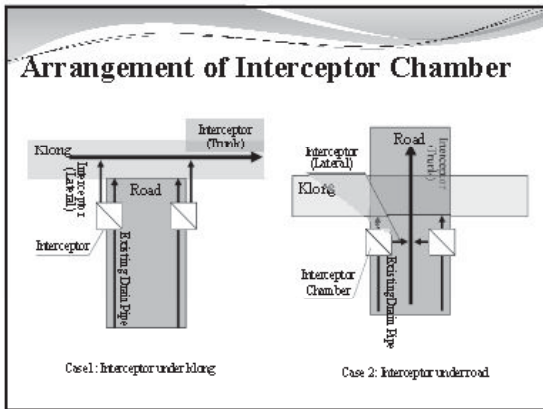 Arrangement of Interceptor Chamber
Interceptor
(Trunk)
Klong
Interceptor
(Lateral)
Road
Interceptor
Existing Drain Pipe
Case1: Interceptor under klong
Road
Interceptor
(Lateral)
Interceptor
(Trunk)
Klong
Interceptor
Chamber
Existing Drain Pipe
Case 2: Interceptor under road